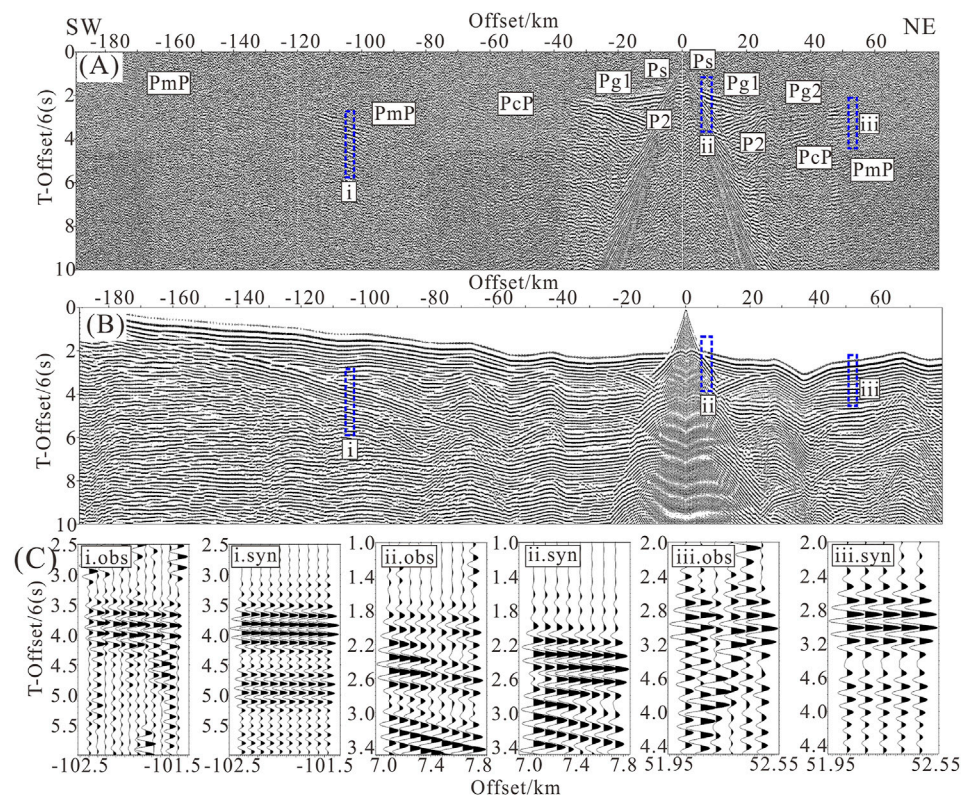 SW Offset/km NE
-180 -160 -140 -120 -100 -80 -60 -40 -20 0 20 40 60
(A)
T-Offset/6(s)
0
2
4
6
8
10
PmP PmP PcP Pg1 Ps Ps Pg1 Pg2
P2 P2 PcP PmP
i ii iii
Offset/km
-180 -160 -140 -120 -100 -80 -60 -40 -20 0 20 40 60
(B)
T-Offset/6(s)
0
2
4
6
8
10
i ii iii
(C)
T-Offset/6(s)
i.obs i.syn ii.obs ii.syn iii.obs iii.syn
2.5 2.5 1.0 1.0 2.0 2.0
3.0 3.0 1.4 1.4 2.4 2.4
3.5 3.5 1.8 1.8 2.8 2.8
4.0 4.0 2.2 2.2 3.2 3.2
4.5 4.5 2.6 2.6 4.6 4.6
5.0 5.0 3.0 3.0 4.0 4.0
5.5 5.5 3.4 3.4 4.4 4.4
-102.5 -101.5 -102.5 -101.5 7.0 7.4 7.8 7.0 7.4 7.8 51.95 52.55 51.95 52.55
Offset/km